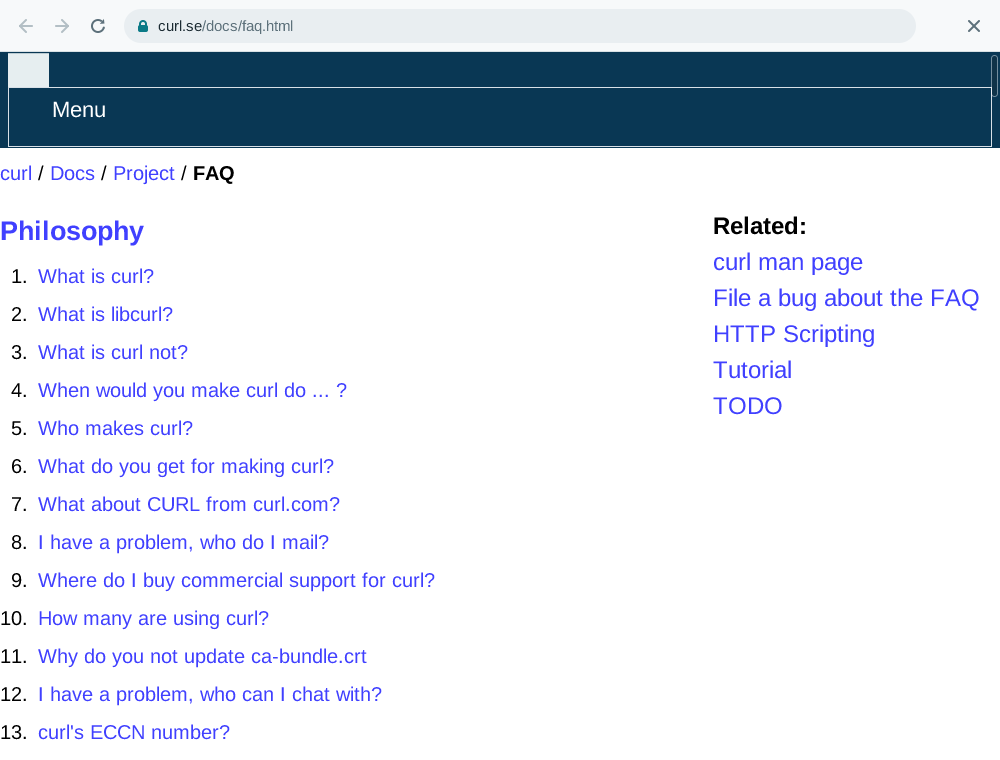 curl.se/docs/faq.html
Menu
curl / Docs / Project / FAQ
Philosophy
1. What is curl?
2. What is libcurl?
3. What is curl not?
4. When would you make curl do ... ?
5. Who makes curl?
6. What do you get for making curl?
7. What about CURL from curl.com?
8. I have a problem, who do I mail?
9. Where do I buy commercial support for curl?
10. How many are using curl?
11. Why do you not update ca-bundle.crt
12. I have a problem, who can I chat with?
13. curl's ECCN number?
Related:
curl man page
File a bug about the FAQ
HTTP Scripting
Tutorial
TODO